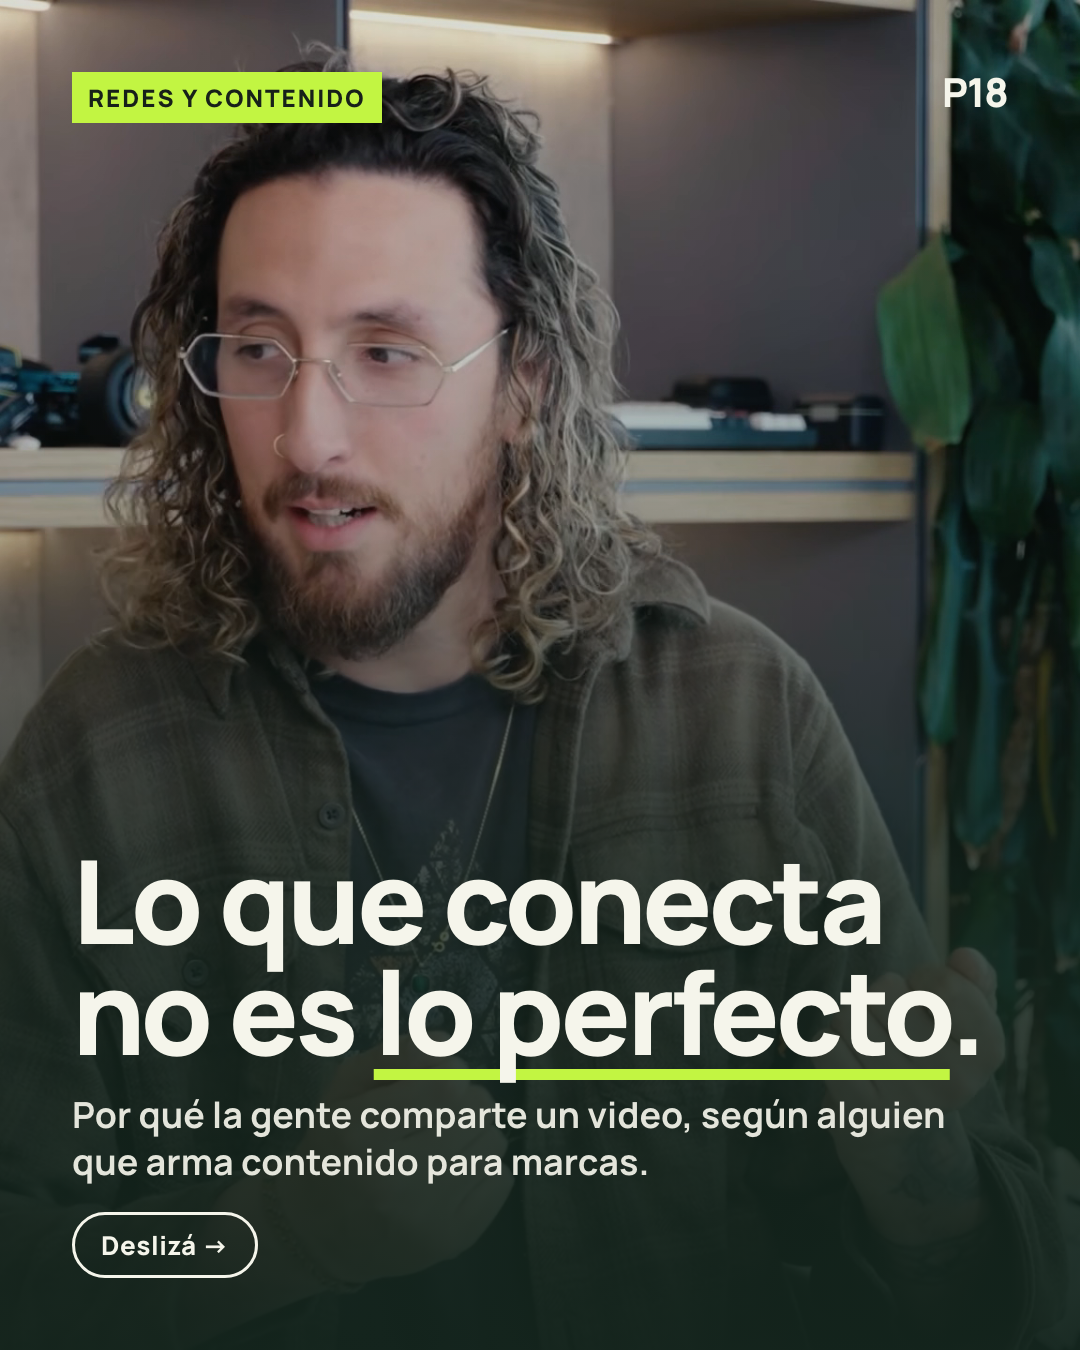 REDES Y CONTENIDO
P18
Lo que conecta
no es lo perfecto.
Por qué la gente comparte un video, según alguien
que arma contenido para marcas.
Deslizá →